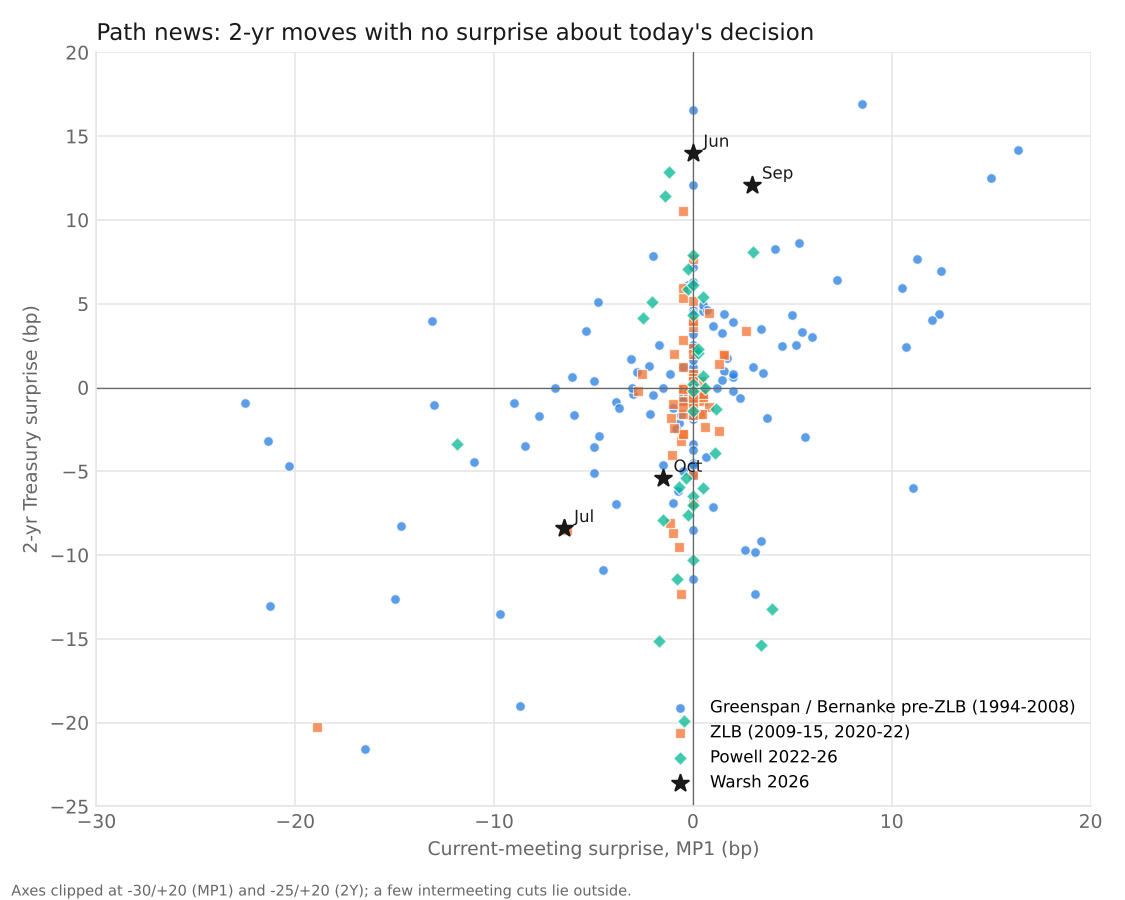 Path news: 2-yr moves with no surprise about today's decision
20
15
10
5
0
−5
−10
−15
−20
−25
2-yr Treasury surprise (bp)
Jun
Sep
Oct
Jul
Greenspan / Bernanke pre-ZLB (1994-2008)
ZLB (2009-15, 2020-22)
Powell 2022-26
Warsh 2026
−30
−20
−10
0
10
20
Current-meeting surprise, MP1 (bp)
Axes clipped at -30/+20 (MP1) and -25/+20 (2Y); a few intermeeting cuts lie outside.